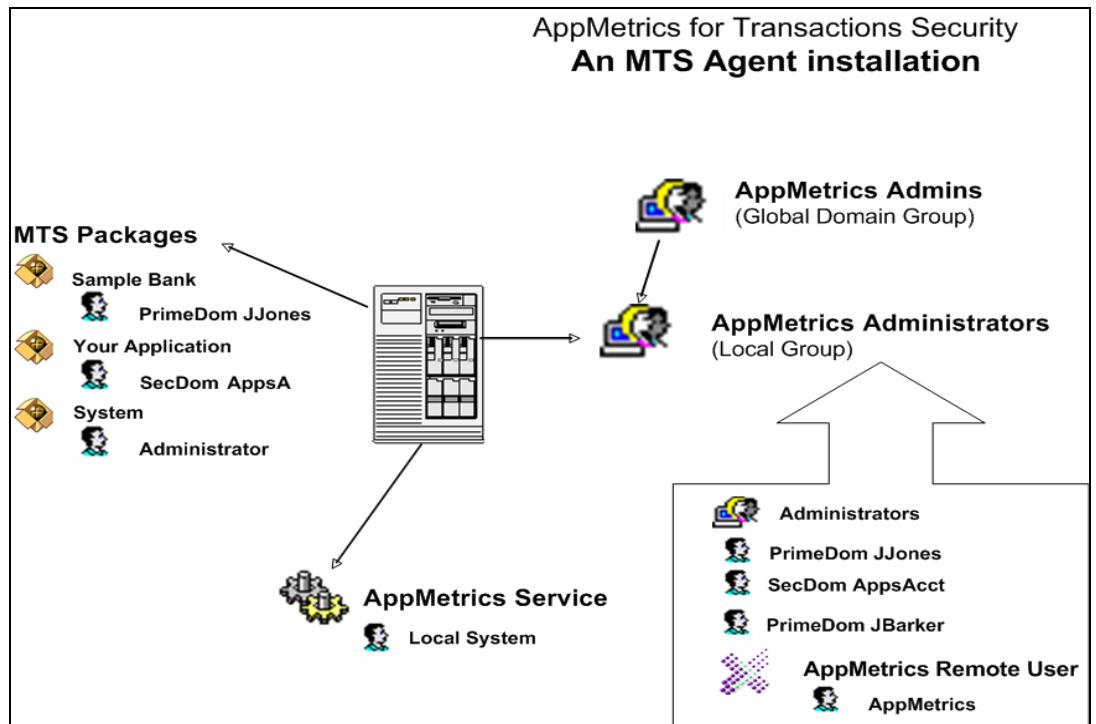 AppMetrics for Transactions Security
An MTS Agent installation
AppMetrics Admins
(Global Domain Group)
MTS Packages
Sample Bank
PrimeDom JJones
Your Application
SecDom AppsA
System
Administrator
AppMetrics Administrators
(Local Group)
AppMetrics Service
Local System
Administrators
PrimeDom JJones
SecDom AppsAcct
PrimeDom JBarker
AppMetrics Remote User
AppMetrics